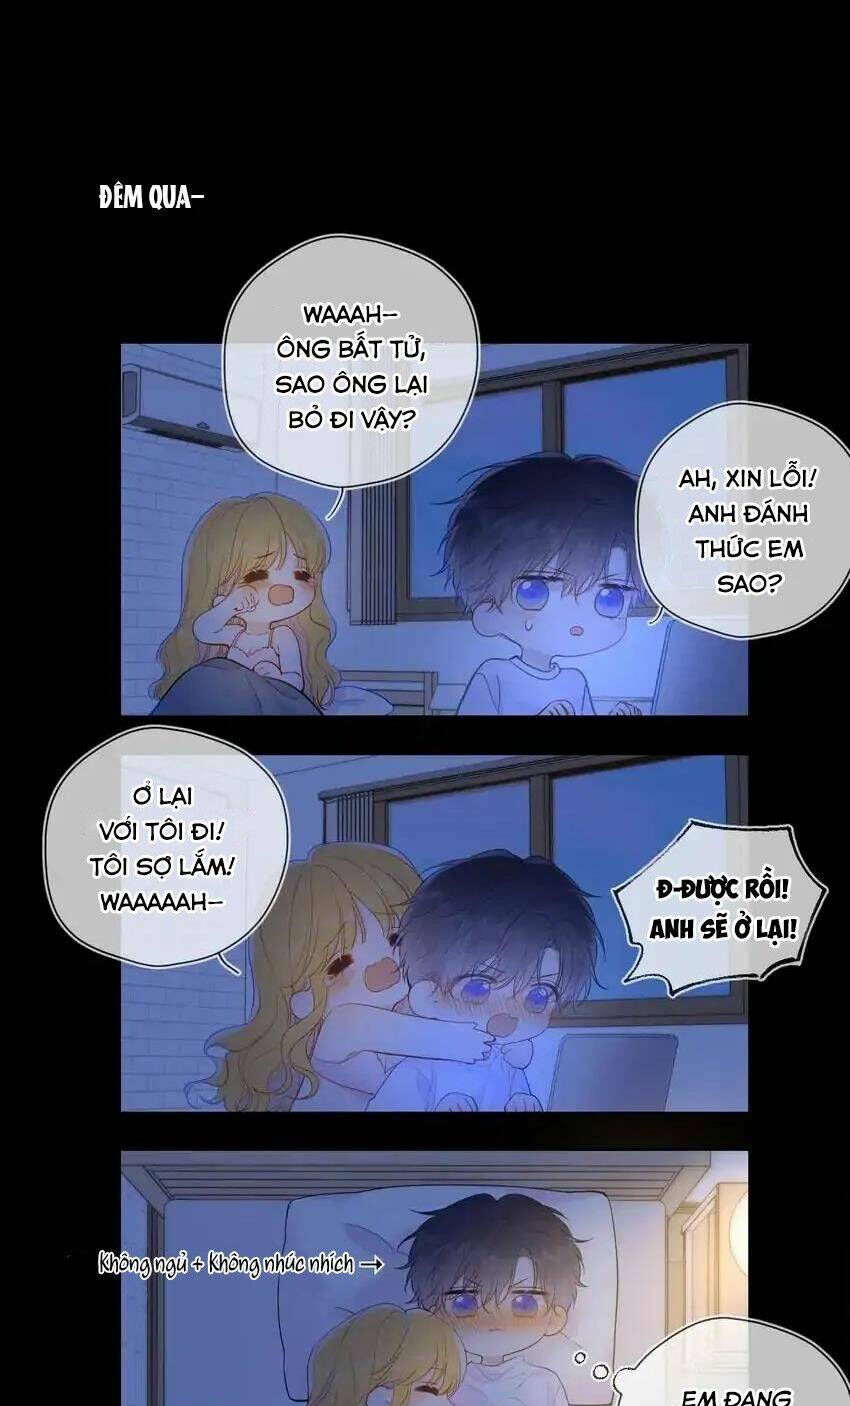 ĐÊM QUA–
WAAAH–
ÔNG BẤT TỬ,
SAO ÔNG LẠI
BỎ ĐI VẬY?
AH, XIN LỖI!
ANH ĐÁNH
THỨC EM
SAO?
Ở LẠI
VỚI TÔI ĐI!
TÔI SỢ LẮM!
WAAAAAH–
Đ-ĐƯỢC RỒI!
ANH SẼ Ở LẠI!
Không ngủ + Không nhúc nhích →
EM ĐANG